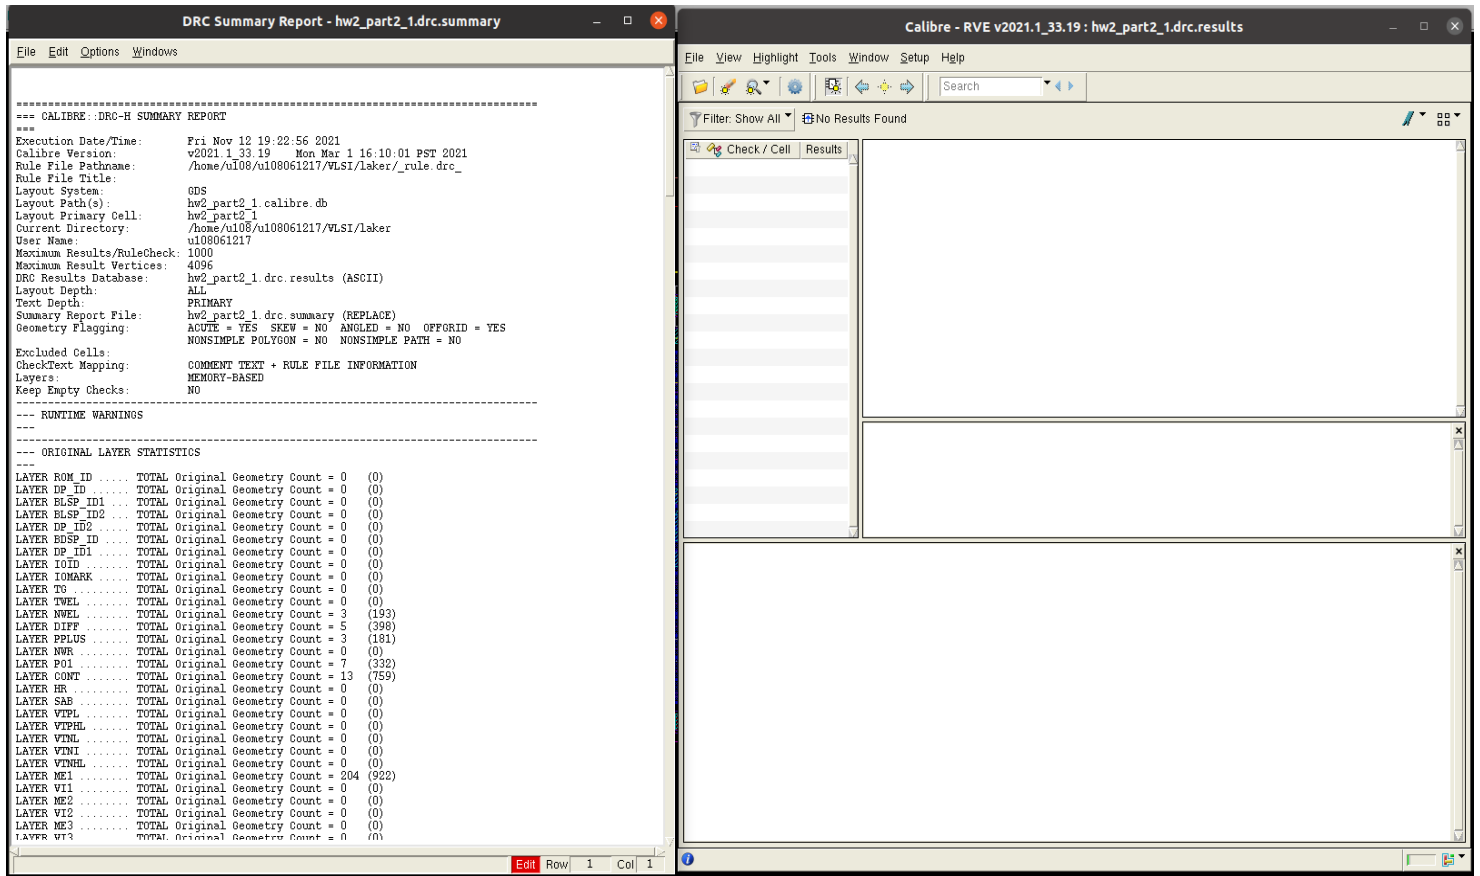 DRC Summary Report - hw2_part2_1.drc.summary
File Edit Options Windows
================================================================================
=== CALIBRE::DRC-H SUMMARY REPORT
===
Execution Date/Time: Fri Nov 12 19:22:56 2021
Calibre Version: v2021.1_33.19 Mon Mar 1 16:10:01 PST 2021
Rule File Pathname: /home/u108/u108061217/VLSI/laker/_rule.drc_
Rule File Title:
Layout System: GDS
Layout Path(s): hw2_part2_1.calibre.db
Layout Primary Cell: hw2_part2_1
Current Directory: /home/u108/u108061217/VLSI/laker
User Name: u108061217
Maximum Results/RuleCheck: 1000
Maximum Result Vertices: 4096
DRC Results Database: hw2_part2_1.drc.results (ASCII)
Layout Depth: ALL
Text Depth: PRIMARY
Summary Report File: hw2_part2_1.drc.summary (REPLACE)
Geometry Flagging: ACUTE = YES SKEW = NO ANGLED = NO OFFGRID = YES
NONSIMPLE POLYGON = NO NONSIMPLE PATH = NO
Excluded Cells:
CheckText Mapping: COMMENT TEXT + RULE FILE INFORMATION
Layers: MEMORY-BASED
Keep Empty Checks: NO
--------------------------------------------------------------------------------
--- RUNTIME WARNINGS
---
--------------------------------------------------------------------------------
--- ORIGINAL LAYER STATISTICS
---
LAYER ROM_ID ..... TOTAL Original Geometry Count = 0 (0)
LAYER DP_ID ...... TOTAL Original Geometry Count = 0 (0)
LAYER BLSP_ID1 ... TOTAL Original Geometry Count = 0 (0)
LAYER BLSP_ID2 ... TOTAL Original Geometry Count = 0 (0)
LAYER DP_ID2 ..... TOTAL Original Geometry Count = 0 (0)
LAYER BDSP_ID .... TOTAL Original Geometry Count = 0 (0)
LAYER DP_ID1 ..... TOTAL Original Geometry Count = 0 (0)
LAYER IOID ....... TOTAL Original Geometry Count = 0 (0)
LAYER IOMARK ..... TOTAL Original Geometry Count = 0 (0)
LAYER TG ......... TOTAL Original Geometry Count = 0 (0)
LAYER TWEL ....... TOTAL Original Geometry Count = 0 (0)
LAYER NWEL ....... TOTAL Original Geometry Count = 3 (193)
LAYER DIFF ....... TOTAL Original Geometry Count = 5 (398)
LAYER PPLUS ...... TOTAL Original Geometry Count = 3 (181)
LAYER NWR ........ TOTAL Original Geometry Count = 0 (0)
LAYER PO1 ........ TOTAL Original Geometry Count = 7 (332)
LAYER CONT ....... TOTAL Original Geometry Count = 13 (759)
LAYER HR ......... TOTAL Original Geometry Count = 0 (0)
LAYER SAB ........ TOTAL Original Geometry Count = 0 (0)
LAYER VTPL ....... TOTAL Original Geometry Count = 0 (0)
LAYER VTPHL ...... TOTAL Original Geometry Count = 0 (0)
LAYER VTNL ....... TOTAL Original Geometry Count = 0 (0)
LAYER VTNI ....... TOTAL Original Geometry Count = 0 (0)
LAYER VTNHL ...... TOTAL Original Geometry Count = 0 (0)
LAYER ME1 ........ TOTAL Original Geometry Count = 204 (922)
LAYER VI1 ........ TOTAL Original Geometry Count = 0 (0)
LAYER ME2 ........ TOTAL Original Geometry Count = 0 (0)
LAYER VI2 ........ TOTAL Original Geometry Count = 0 (0)
LAYER ME3 ........ TOTAL Original Geometry Count = 0 (0)
LAYER VI3 ........ TOTAL Original Geometry Count = 0 (0)
Edit Row 1 Col 1
Calibre - RVE v2021.1_33.19 : hw2_part2_1.drc.results
File View Highlight Tools Window Setup Help
Search
Filter: Show All No Results Found
Check / Cell Results